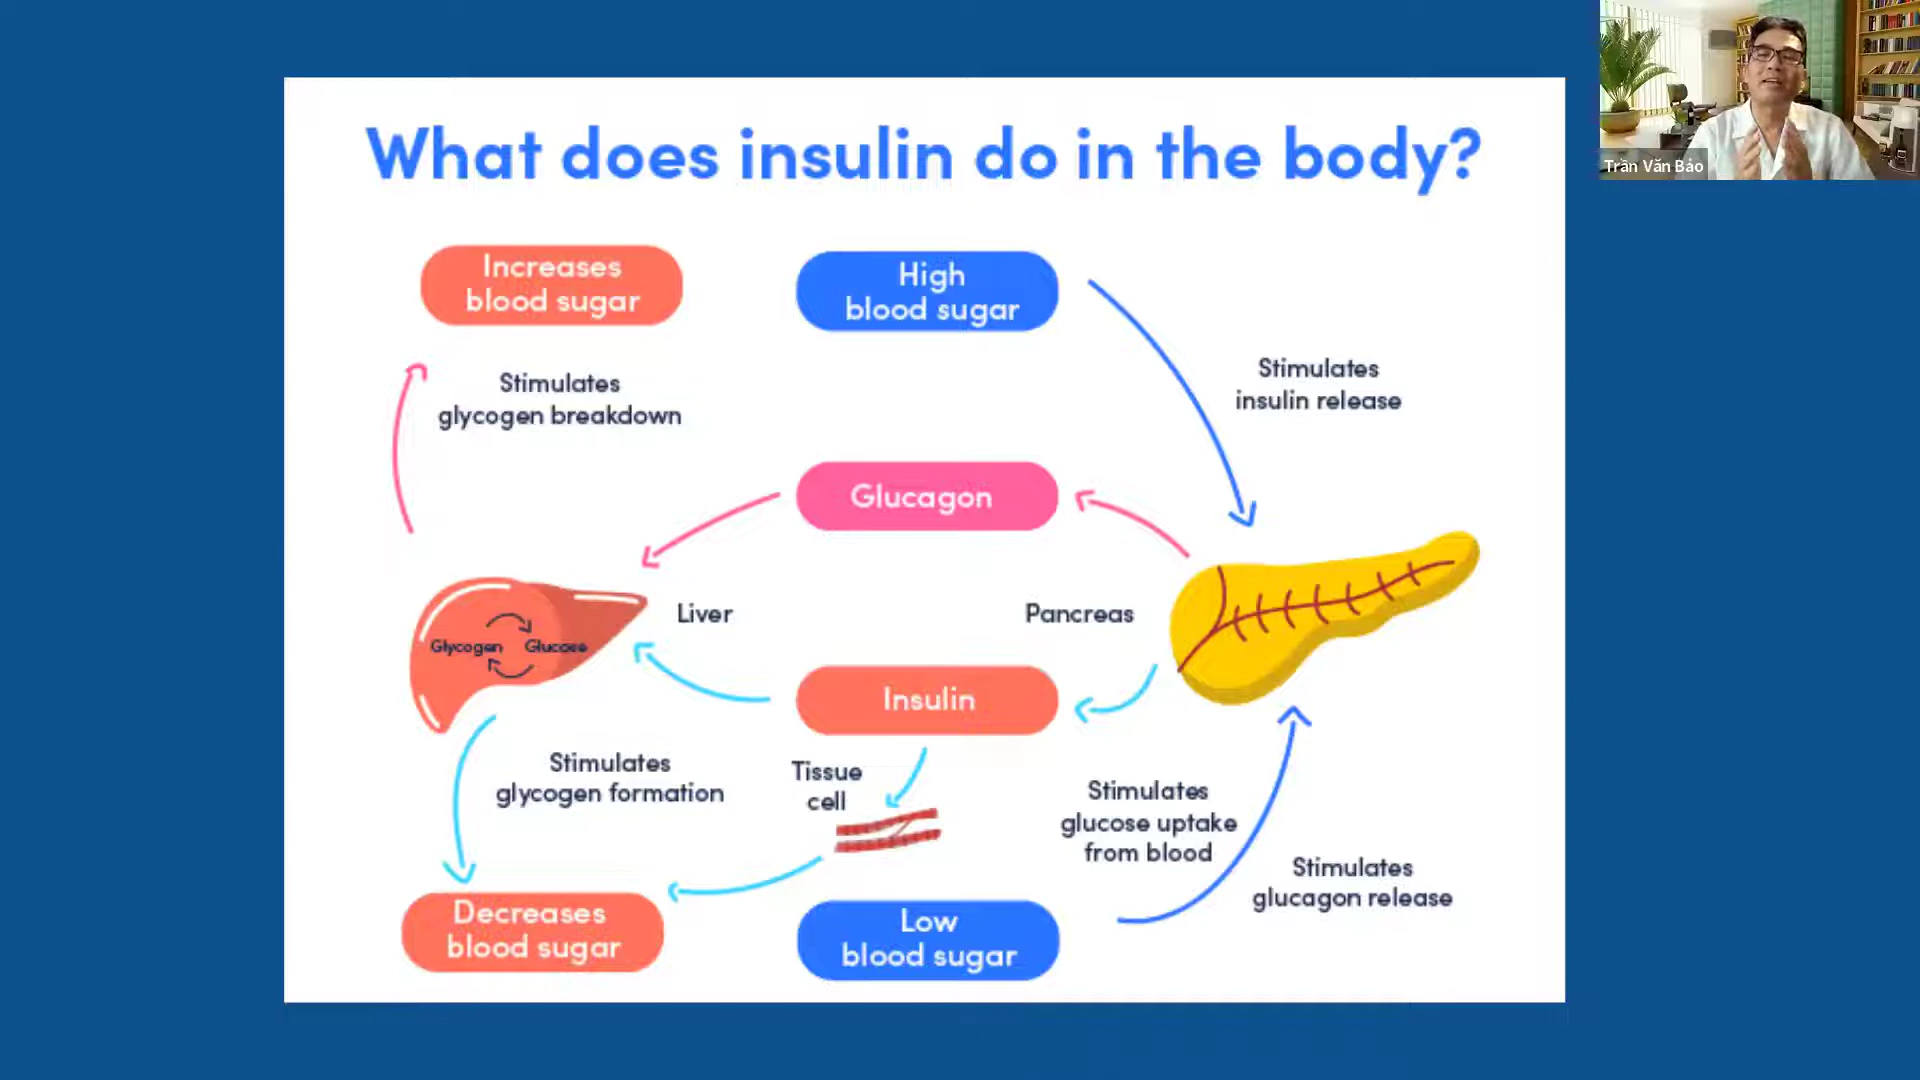 What does insulin do in the body?
Trần Văn Bảo
Increases
blood sugar
High
blood sugar
Stimulates
glycogen breakdown
Stimulates
insulin release
Glucagon
Liver
Pancreas
Glycogen
Glucose
Insulin
Stimulates
glycogen formation
Tissue
cell
Stimulates
glucose uptake
from blood
Stimulates
glucagon release
Decreases
blood sugar
Low
blood sugar